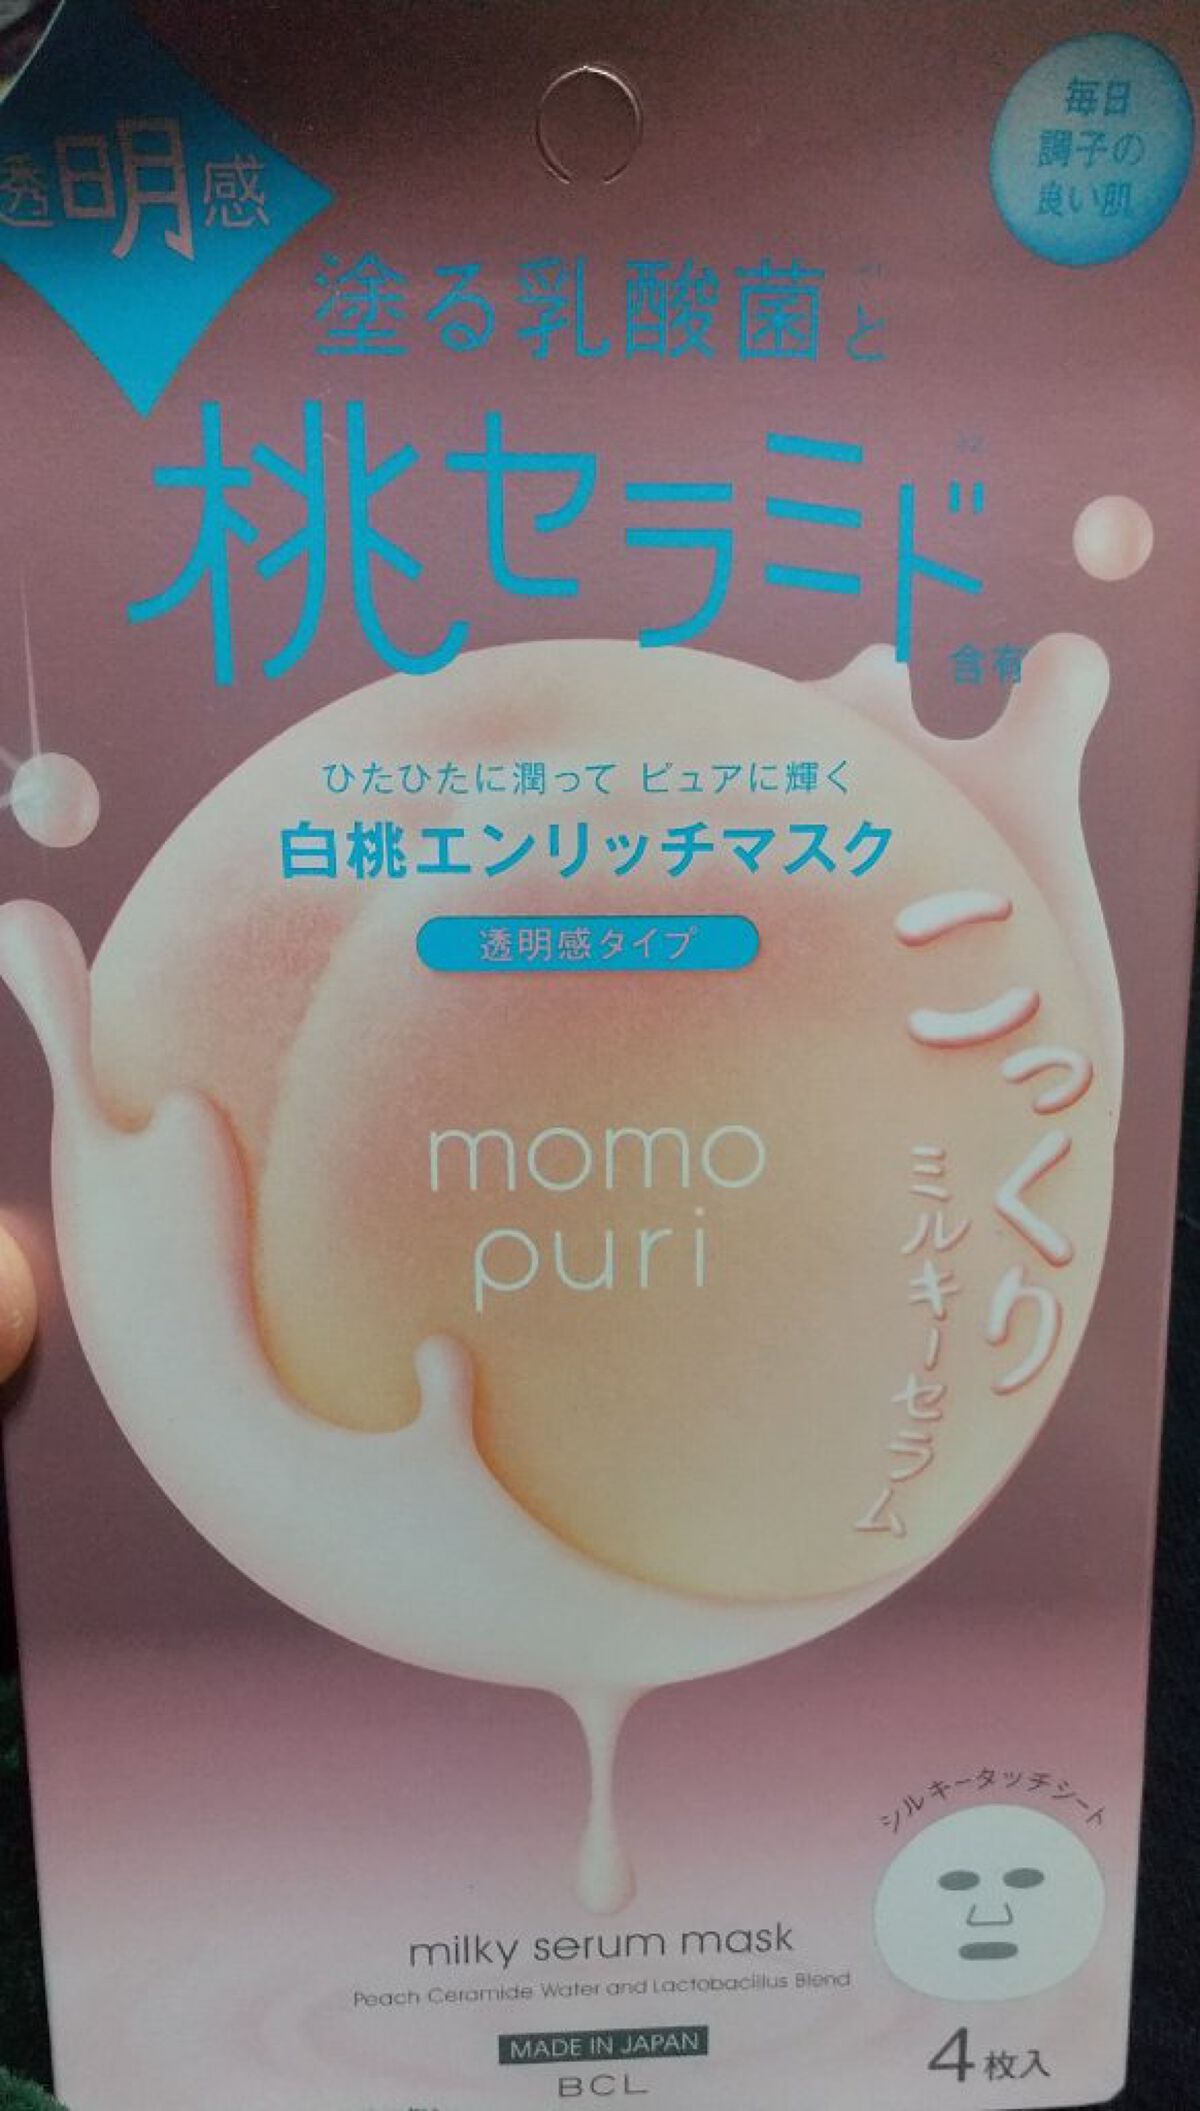 透明感
毎日
調子の
良い肌
塗る乳酸菌と
桃セラミド
含有
ひたひたに潤って ピュアに輝く
白桃エンリッチマスク
透明感タイプ
こっくり
ミルキーセラム
momo
puri
シルキータッチシート
milky serum mask
Peach Ceramide Water and Lactobacillus Blend
MADE IN JAPAN
BCL
4枚入